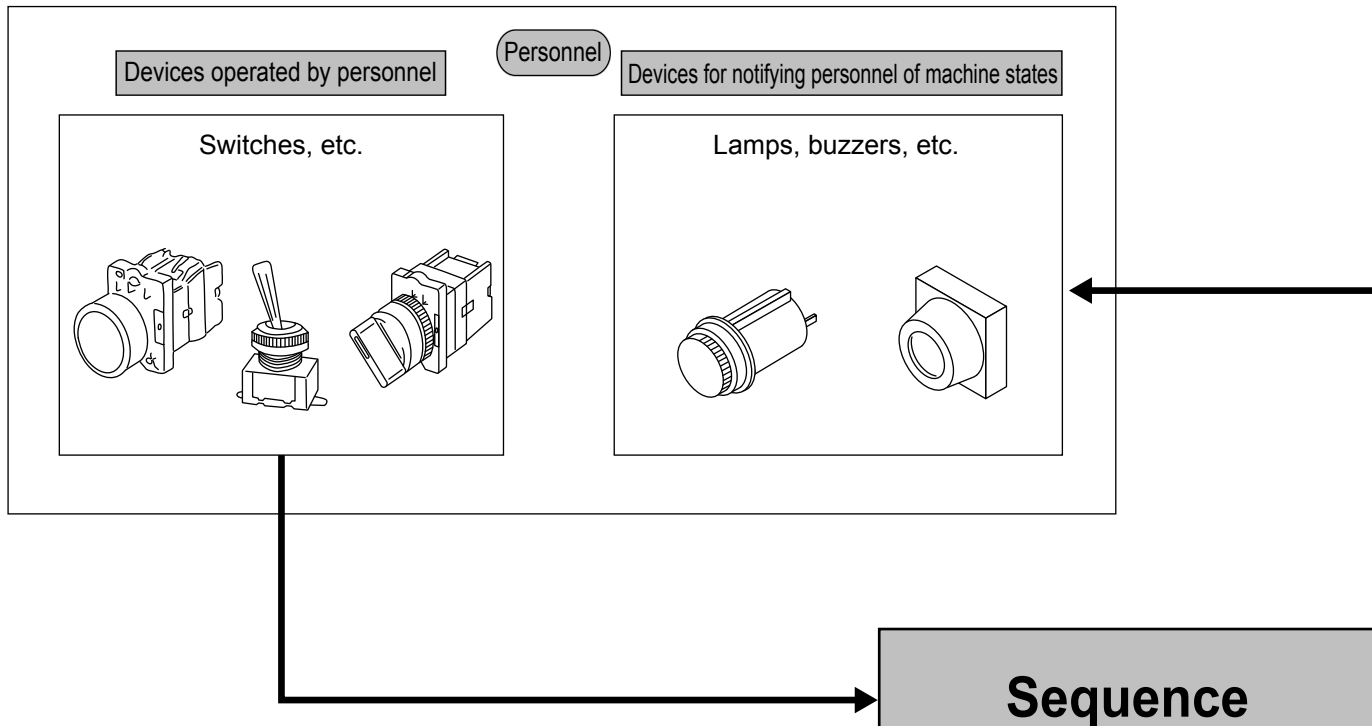 Personnel
Devices operated by personnel
Devices for notifying personnel of machine states
Switches, etc.
Lamps, buzzers, etc.
Sequence